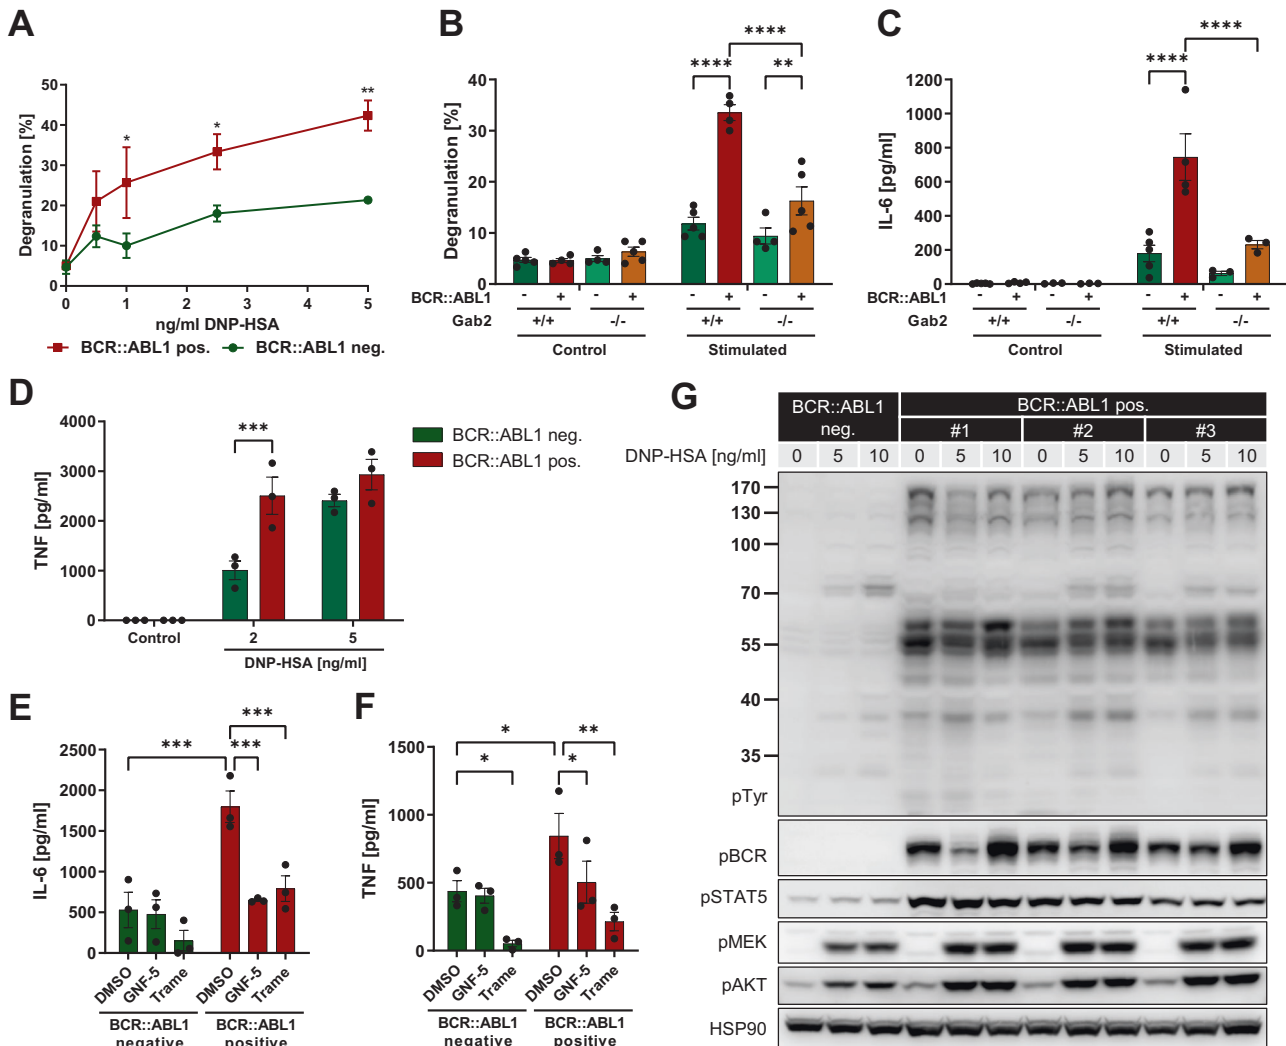 A
Degranulation [%]
50
40
30
20
10
0
*
*
**
0 1 2 3 4 5
ng/ml DNP-HSA
BCR::ABL1 pos. BCR::ABL1 neg.
B
Degranulation [%]
40
30
20
10
0
****
**** **
BCR::ABL1 - + - + - + - +
Gab2 +/+ -/- +/+ -/-
Control Stimulated
C
IL-6 [pg/ml]
1200
1000
800
600
400
200
0
****
****
BCR::ABL1 - + - + - + - +
Gab2 +/+ -/- +/+ -/-
Control Stimulated
D
TNF [pg/ml]
4000
3000
2000
1000
0
***
Control 2 5
DNP-HSA [ng/ml]
BCR::ABL1 neg.
BCR::ABL1 pos.
E
IL-6 [pg/ml]
2500
2000
1500
1000
500
0
***
*** ***
DMSO GNF-5 Trame DMSO GNF-5 Trame
BCR::ABL1 BCR::ABL1
negative positive
F
TNF [pg/ml]
1500
1000
500
0
* **
* *
DMSO GNF-5 Trame DMSO GNF-5 Trame
BCR::ABL1 BCR::ABL1
negative positive
G
BCR::ABL1 BCR::ABL1 pos.
neg. #1 #2 #3
DNP-HSA [ng/ml] 0 5 10 0 5 10 0 5 10 0 5 10
170
130
100
70
55
40
35
pTyr
pBCR
pSTAT5
pMEK
pAKT
HSP90